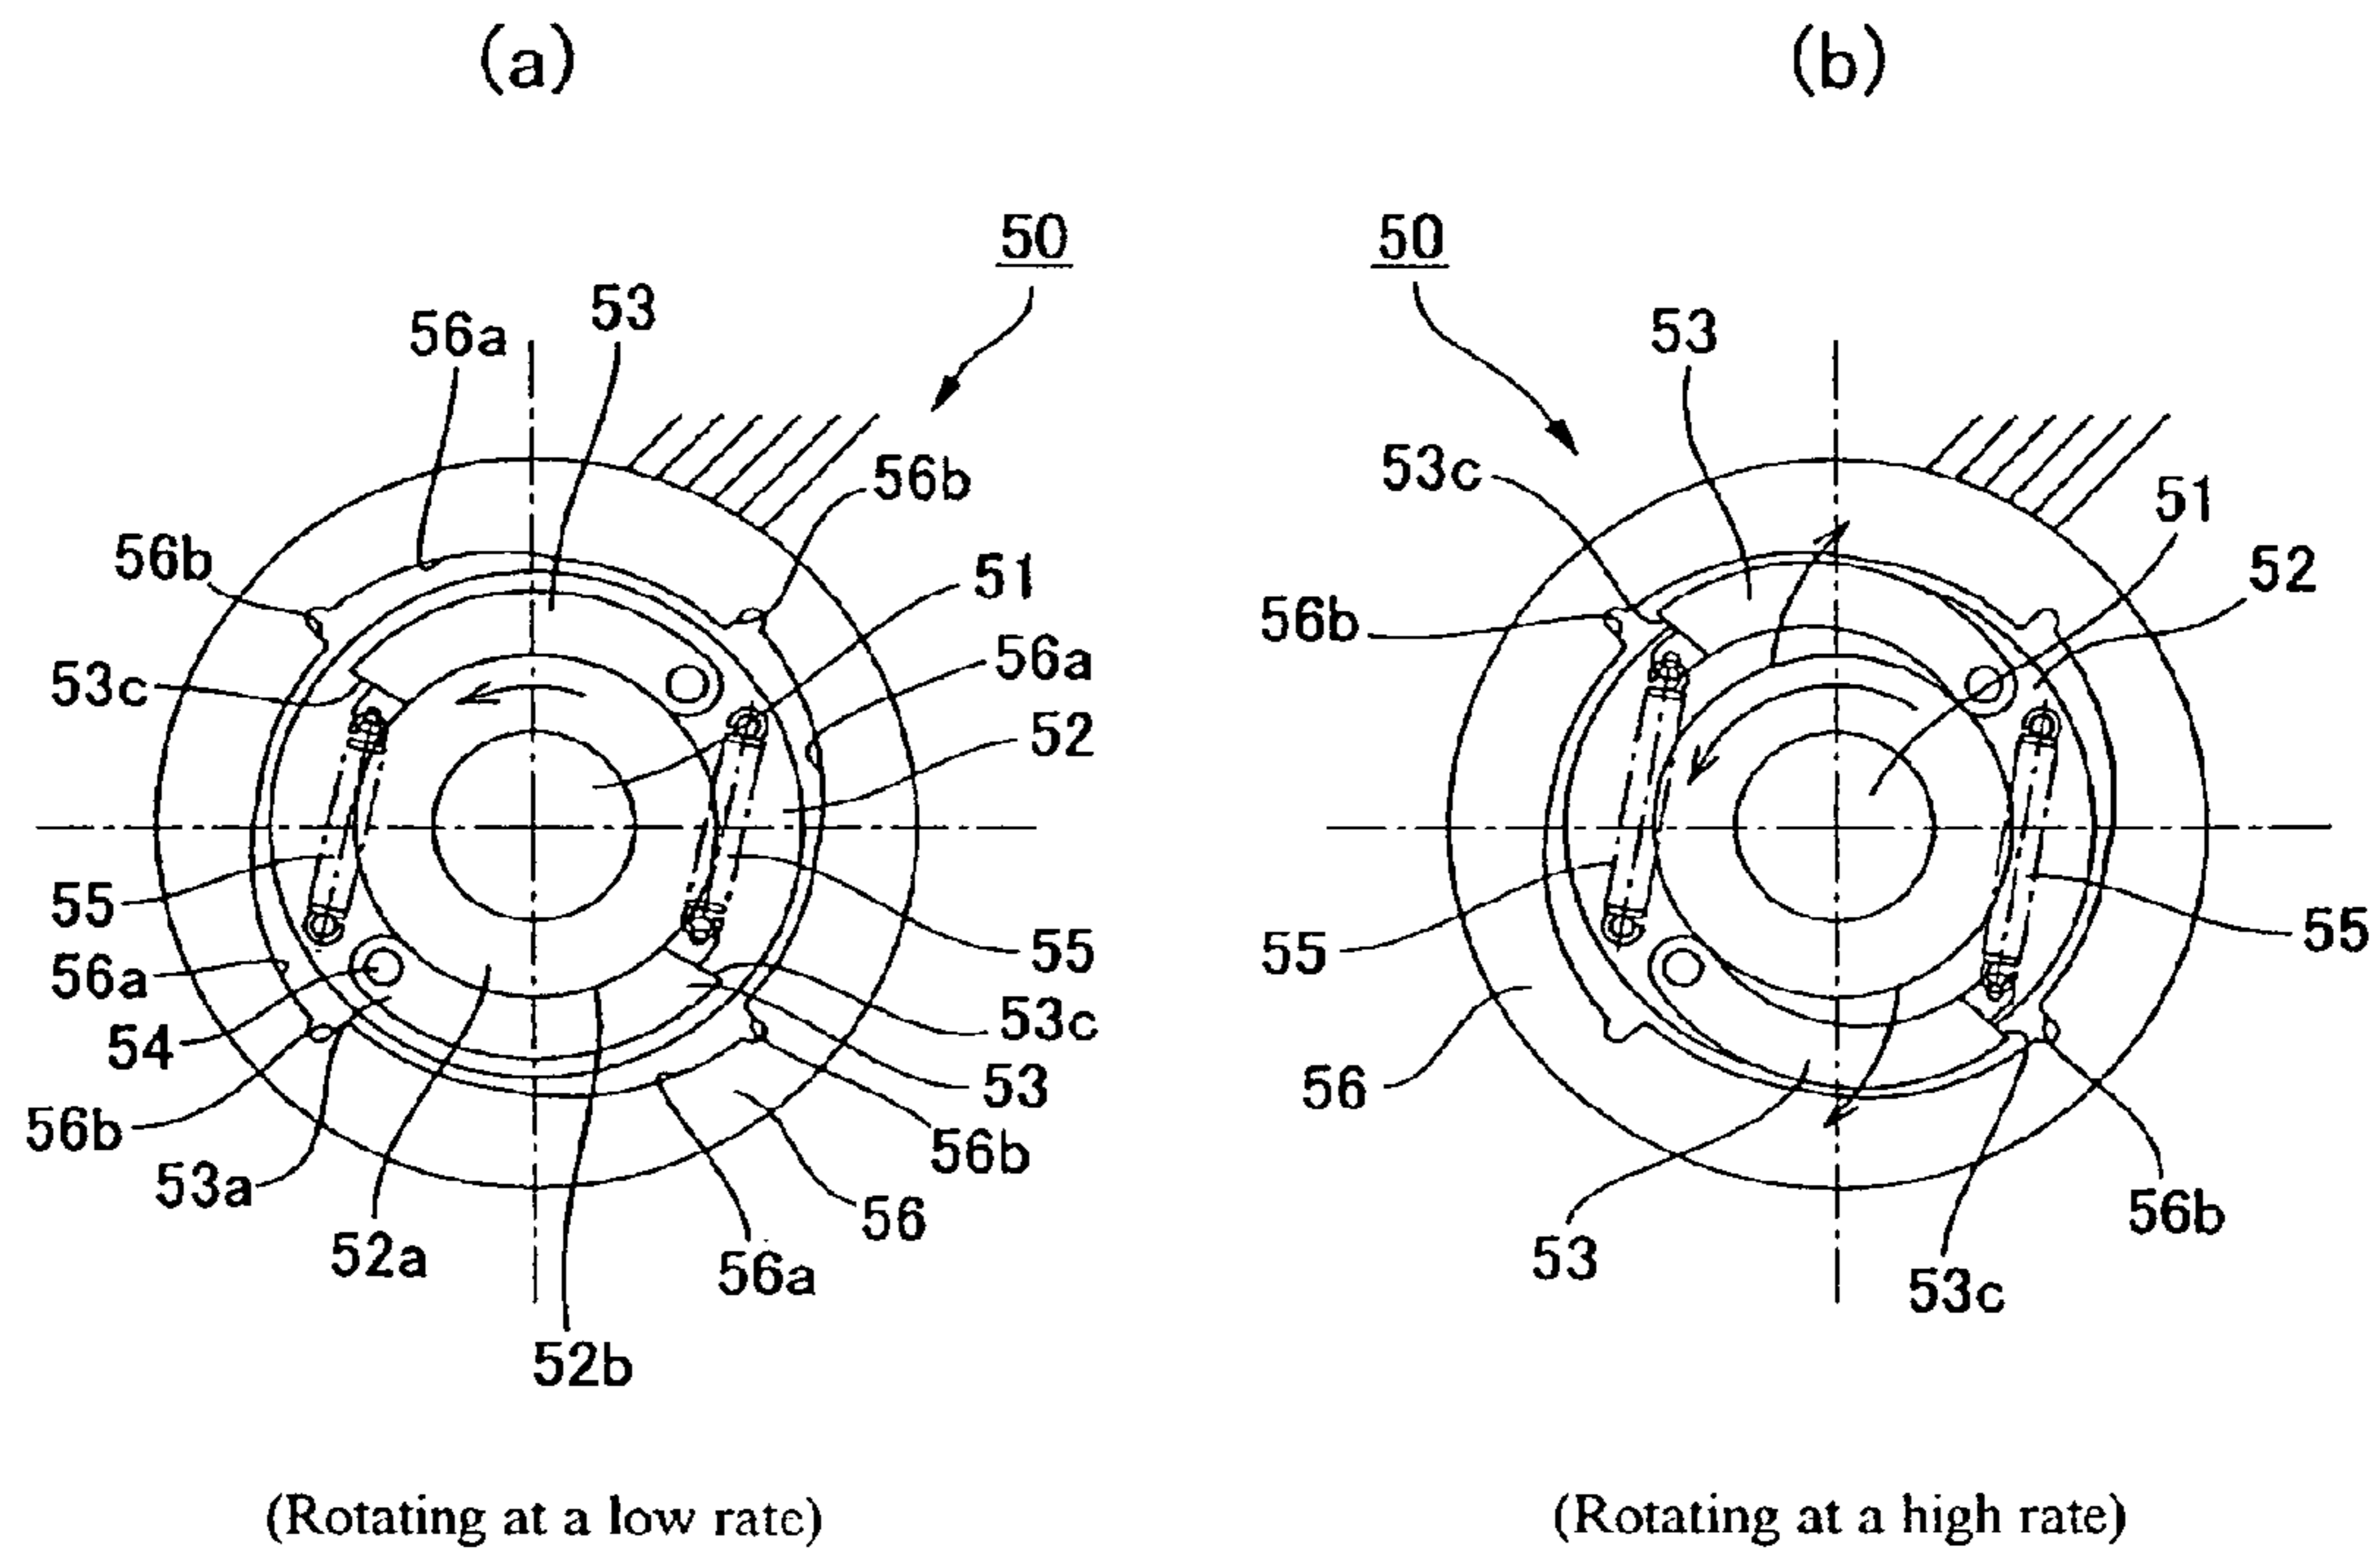 (a)
(b)
50
50
53
56a
53
53c
56b
51
56b
51
52
56b
56a
53c
52
55
55
56a
55
55
54
53c
56
53
56b
56b
53a
56b
56
53
52a
56a
53c
52b
(Rotating at a low rate)
(Rotating at a high rate)